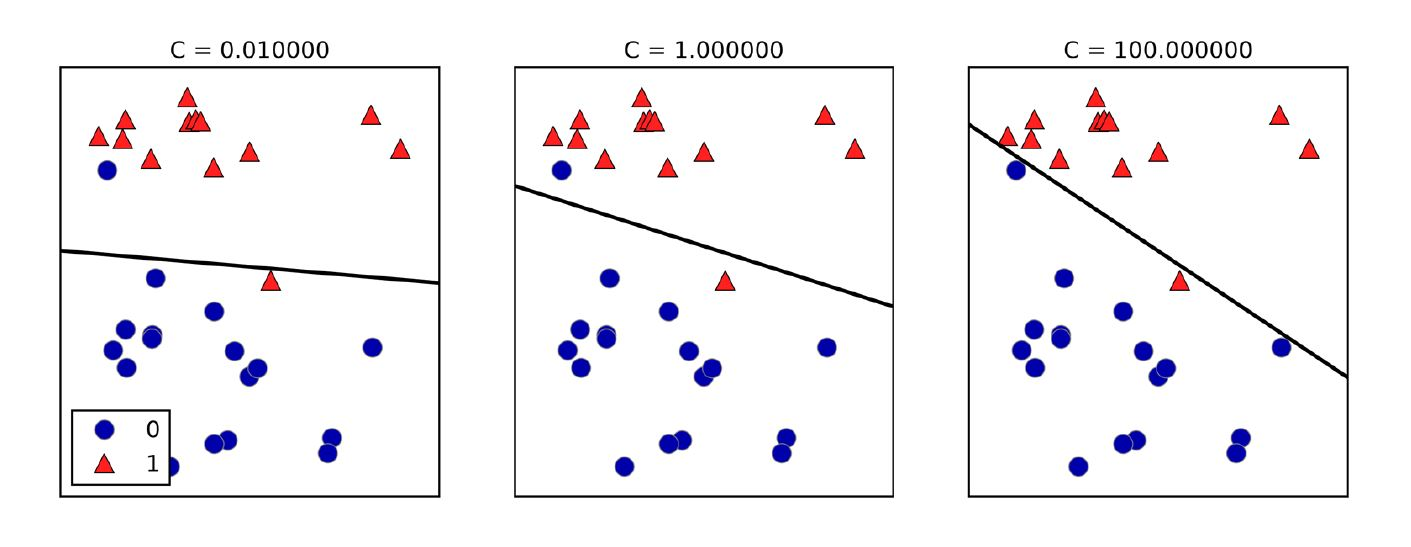 C = 0.010000
C = 1.000000
C = 100.000000
0
1